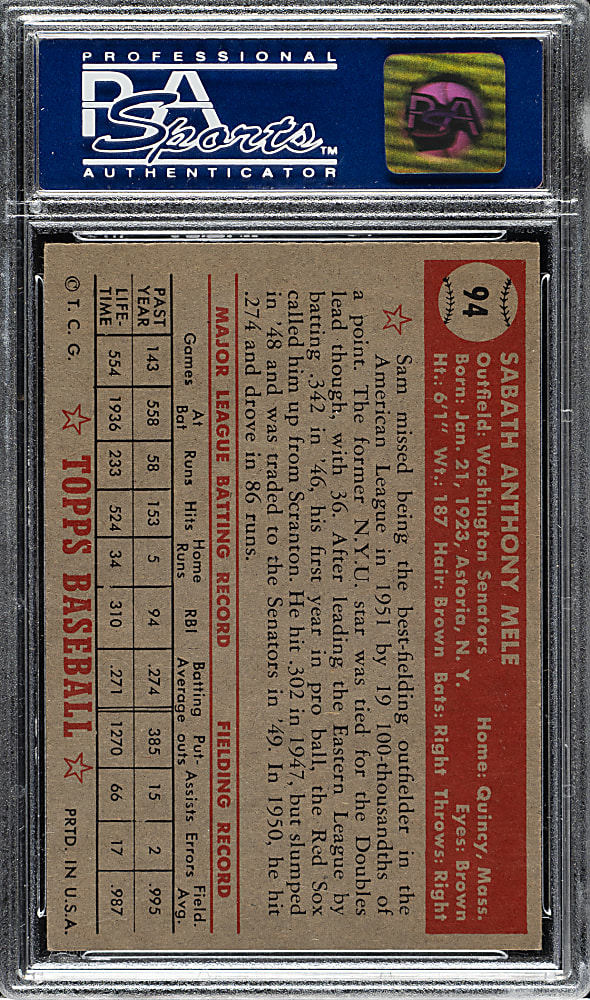 PROFESSIONAL
PSA
Sports™
AUTHENTICATOR
PSA
94
SABATH ANTHONY MELE
Outfield: Washington Senators Home: Quincy, Mass.
Born: Jan. 21, 1923, Astoria, N. Y. Eyes: Brown
Ht.: 6'1" Wt.: 187 Hair: Brown Bats: Right Throws: Right
Sam missed being the best-fielding outfielder in the
American League in 1951 by 19 100-thousandths of
a point. The former N.Y.U. star was tied for the Doubles
lead though, with 36. After leading the Eastern League by
batting .342 in '46, his first year in pro ball, the Red Sox
called him up from Scranton. He hit .302 in 1947, but slumped
in '48 and was traded to the Senators in '49. In 1950, he hit
.274 and drove in 86 runs.
MAJOR LEAGUE BATTING RECORD FIELDING RECORD
Games At Bat Runs Hits Home Runs RBI Batting Average Put-outs Assists Errors Field. Avg.
PAST YEAR 143 558 58 153 5 94 .274 385 15 2 .995
LIFE-TIME 554 1936 233 524 34 310 .271 1270 66 17 .987
© T. C. G. TOPPS BASEBALL PRTD. IN U.S.A.